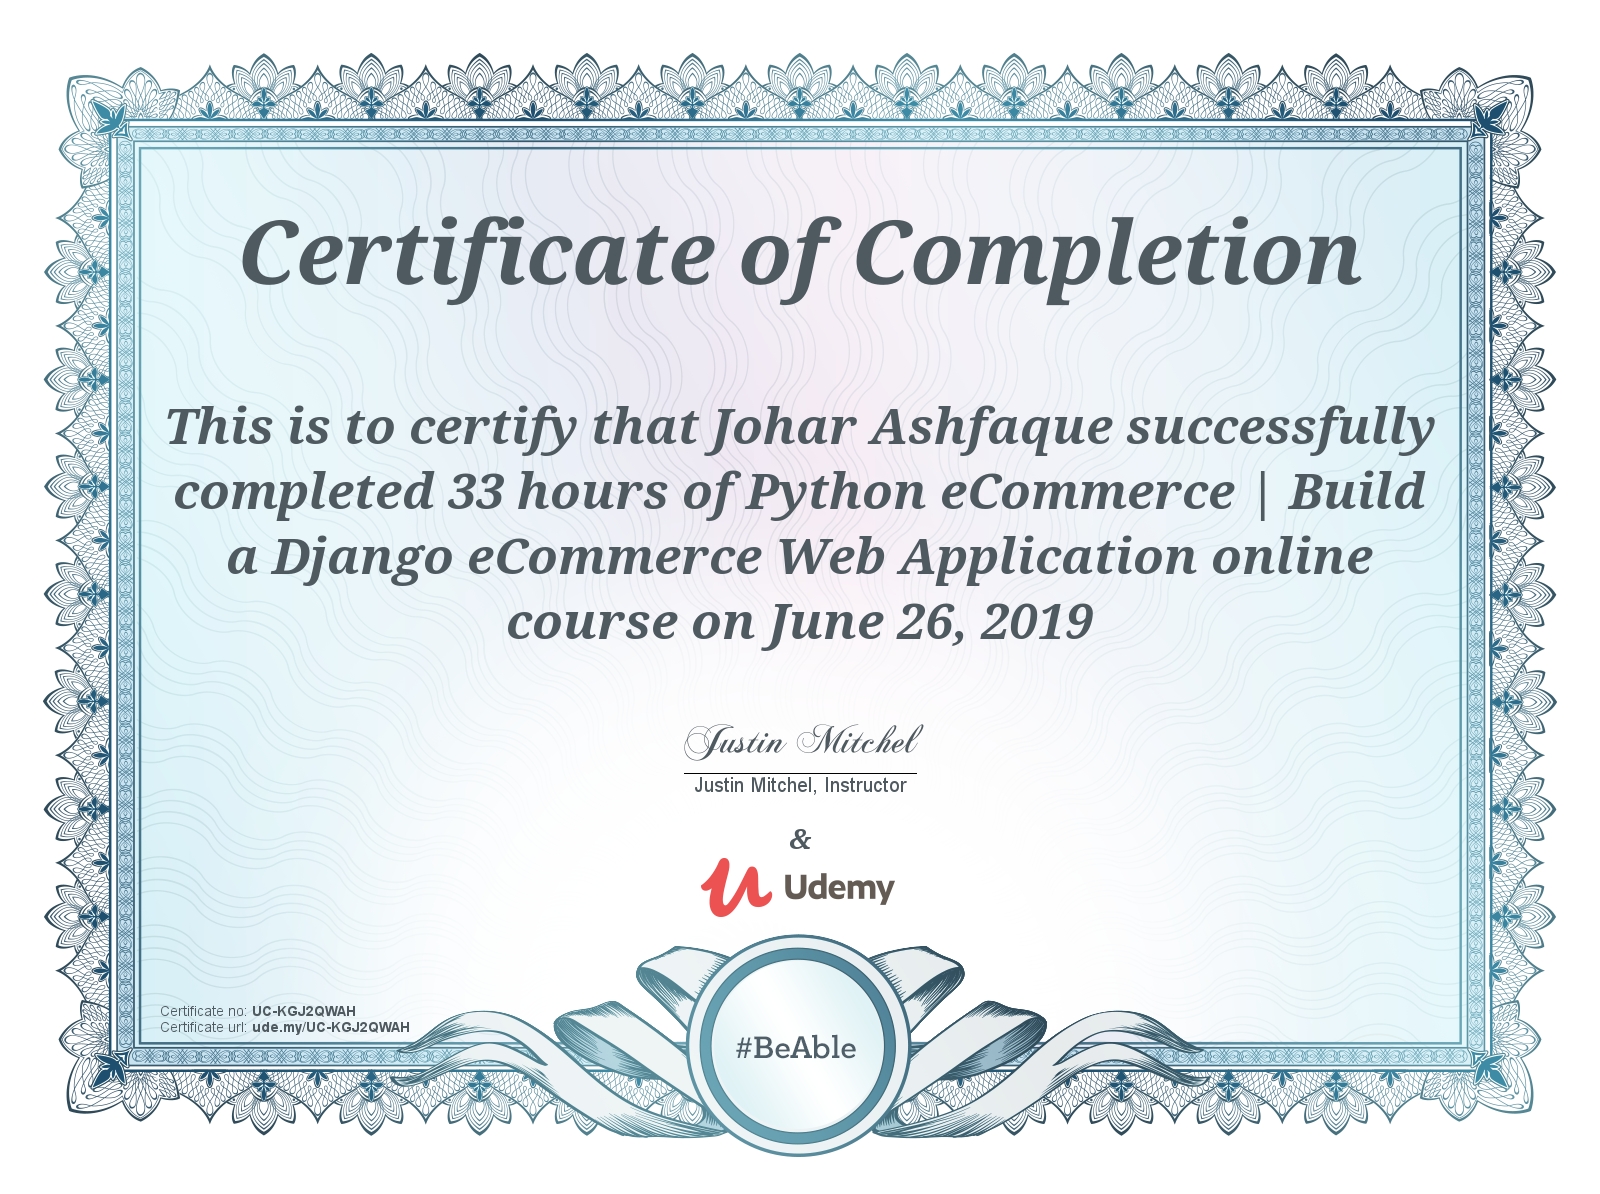 Certificate of Completion
This is to certify that Johar Ashfaque successfully
completed 33 hours of Python eCommerce | Build
a Django eCommerce Web Application online
course on June 26, 2019
Justin Mitchel
Justin Mitchel, Instructor
&
Udemy
Certificate no: UC-KGJ2QWAH
Certificate url: ude.my/UC-KGJ2QWAH
#BeAble